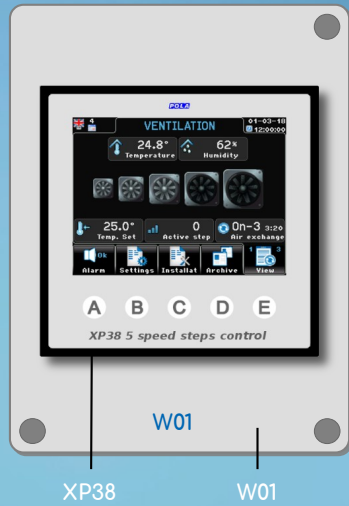 POLA
4 VENTILATION 01-03-18
12:00:00
24.8° 62%
Temperature Humidity
25.0° 0 On-3 3:20
Temp. Set Active step Air exchange
Ok 1 3
Alarm Settings Installat Archive View
A B C D E
XP38 5 speed steps control
W01
XP38 W01